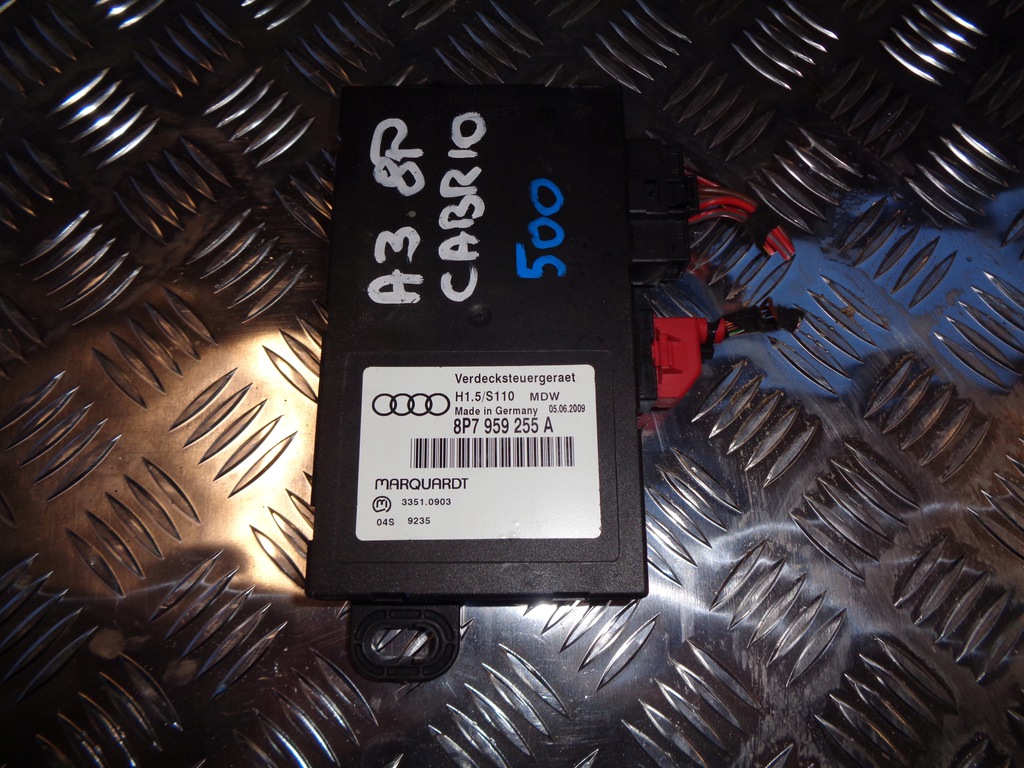 A3 8P
CABRIO
500
Verdecksteuergeraet
H1.5/S110 MDW
Made in Germany 05.06.2009
8P7 959 255 A
MARQUARDT
M 3351.0903
04S 9235